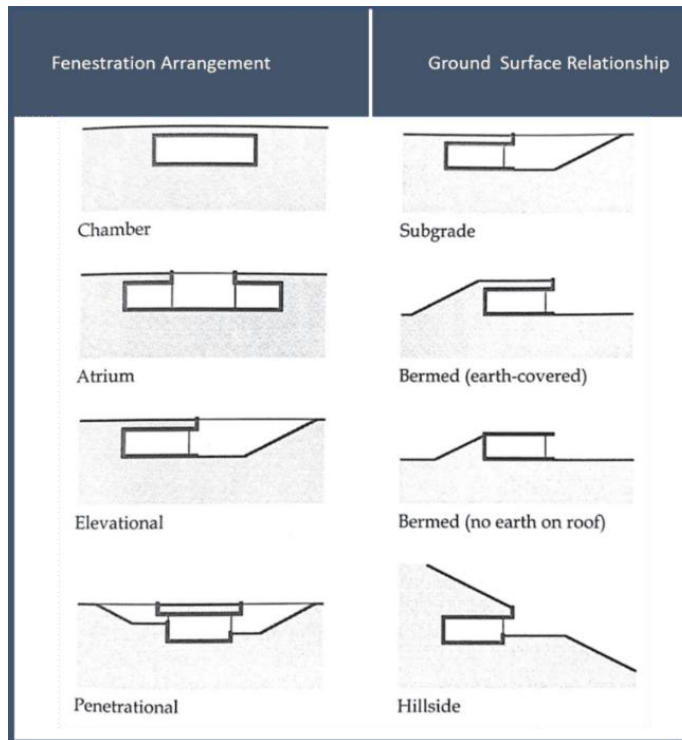 Fenestration Arrangement
Ground Surface Relationship
Chamber
Subgrade
Atrium
Bermed (earth-covered)
Elevational
Bermed (no earth on roof)
Penetrational
Hillside